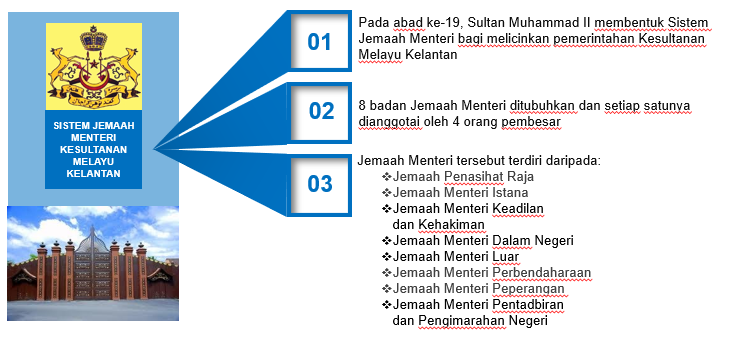 SISTEM JEMAAH
MENTERI
KESULTANAN
MELAYU
KELANTAN
01
Pada abad ke-19, Sultan Muhammad II membentuk Sistem
Jemaah Menteri bagi melicinkan pemerintahan Kesultanan
Melayu Kelantan
02
8 badan Jemaah Menteri ditubuhkan dan setiap satunya
dianggotai oleh 4 orang pembesar
03
Jemaah Menteri tersebut terdiri daripada:
❖Jemaah Penasihat Raja
❖Jemaah Menteri Istana
❖Jemaah Menteri Keadilan
dan Kehakiman
❖Jemaah Menteri Dalam Negeri
❖Jemaah Menteri Luar
❖Jemaah Menteri Perbendaharaan
❖Jemaah Menteri Peperangan
❖Jemaah Menteri Pentadbiran
dan Pengimarahan Negeri